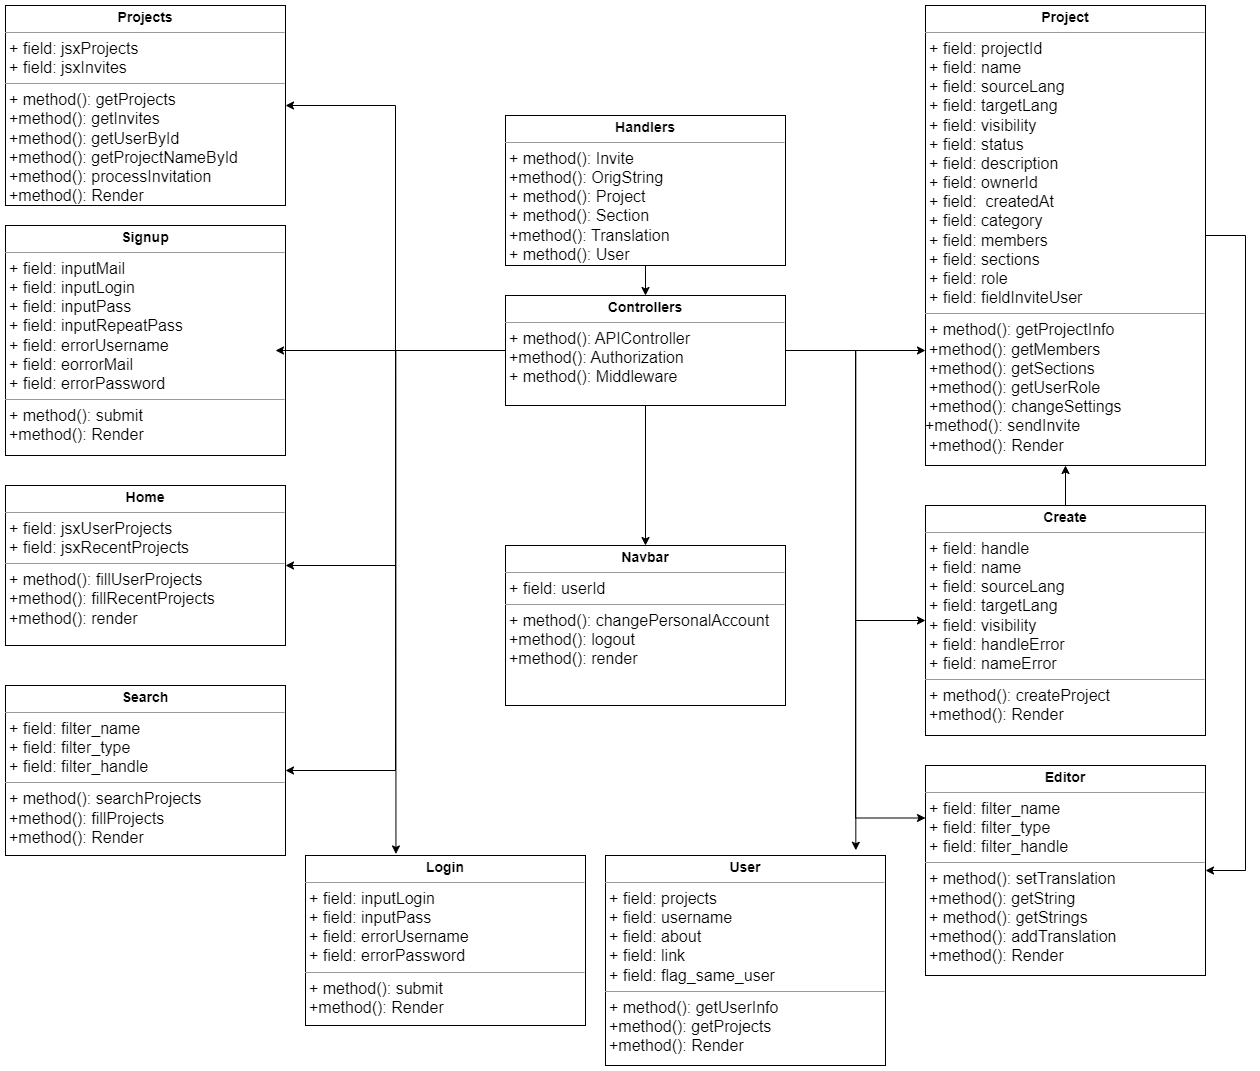 Projects
+ field: jsxProjects
+ field: jsxInvites
+ method(): getProjects
+method(): getInvites
+method(): getUserById
+method(): getProjectNameById
+method(): processInvitation
+method(): Render
Signup
+ field: inputMail
+ field: inputLogin
+ field: inputPass
+ field: inputRepeatPass
+ field: errorUsername
+ field: eorrorMail
+ field: errorPassword
+ method(): submit
+method(): Render
Home
+ field: jsxUserProjects
+ field: jsxRecentProjects
+ method(): fillUserProjects
+method(): fillRecentProjects
+method(): render
Search
+ field: filter_name
+ field: filter_type
+ field: filter_handle
+ method(): searchProjects
+method(): fillProjects
+method(): Render
Handlers
+ method(): Invite
+method(): OrigString
+ method(): Project
+ method(): Section
+method(): Translation
+ method(): User
Controllers
+ method(): APIController
+method(): Authorization
+ method(): Middleware
Navbar
+ field: userId
+ method(): changePersonalAccount
+method(): logout
+method(): render
Login
+ field: inputLogin
+ field: inputPass
+ field: errorUsername
+ field: errorPassword
+ method(): submit
+method(): Render
User
+ field: projects
+ field: username
+ field: about
+ field: link
+ field: flag_same_user
+ method(): getUserInfo
+method(): getProjects
+method(): Render
Project
+ field: projectId
+ field: name
+ field: sourceLang
+ field: targetLang
+ field: visibility
+ field: status
+ field: description
+ field: ownerId
+ field:  createdAt
+ field: category
+ field: members
+ field: sections
+ field: role
+ field: fieldInviteUser
+ method(): getProjectInfo
+method(): getMembers
+method(): getSections
+method(): getUserRole
+method(): changeSettings
+method(): sendInvite
+method(): Render
Create
+ field: handle
+ field: name
+ field: sourceLang
+ field: targetLang
+ field: visibility
+ field: handleError
+ field: nameError
+ method(): createProject
+method(): Render
Editor
+ field: filter_name
+ field: filter_type
+ field: filter_handle
+ method(): setTranslation
+method(): getString
+ method(): getStrings
+method(): addTranslation
+method(): Render